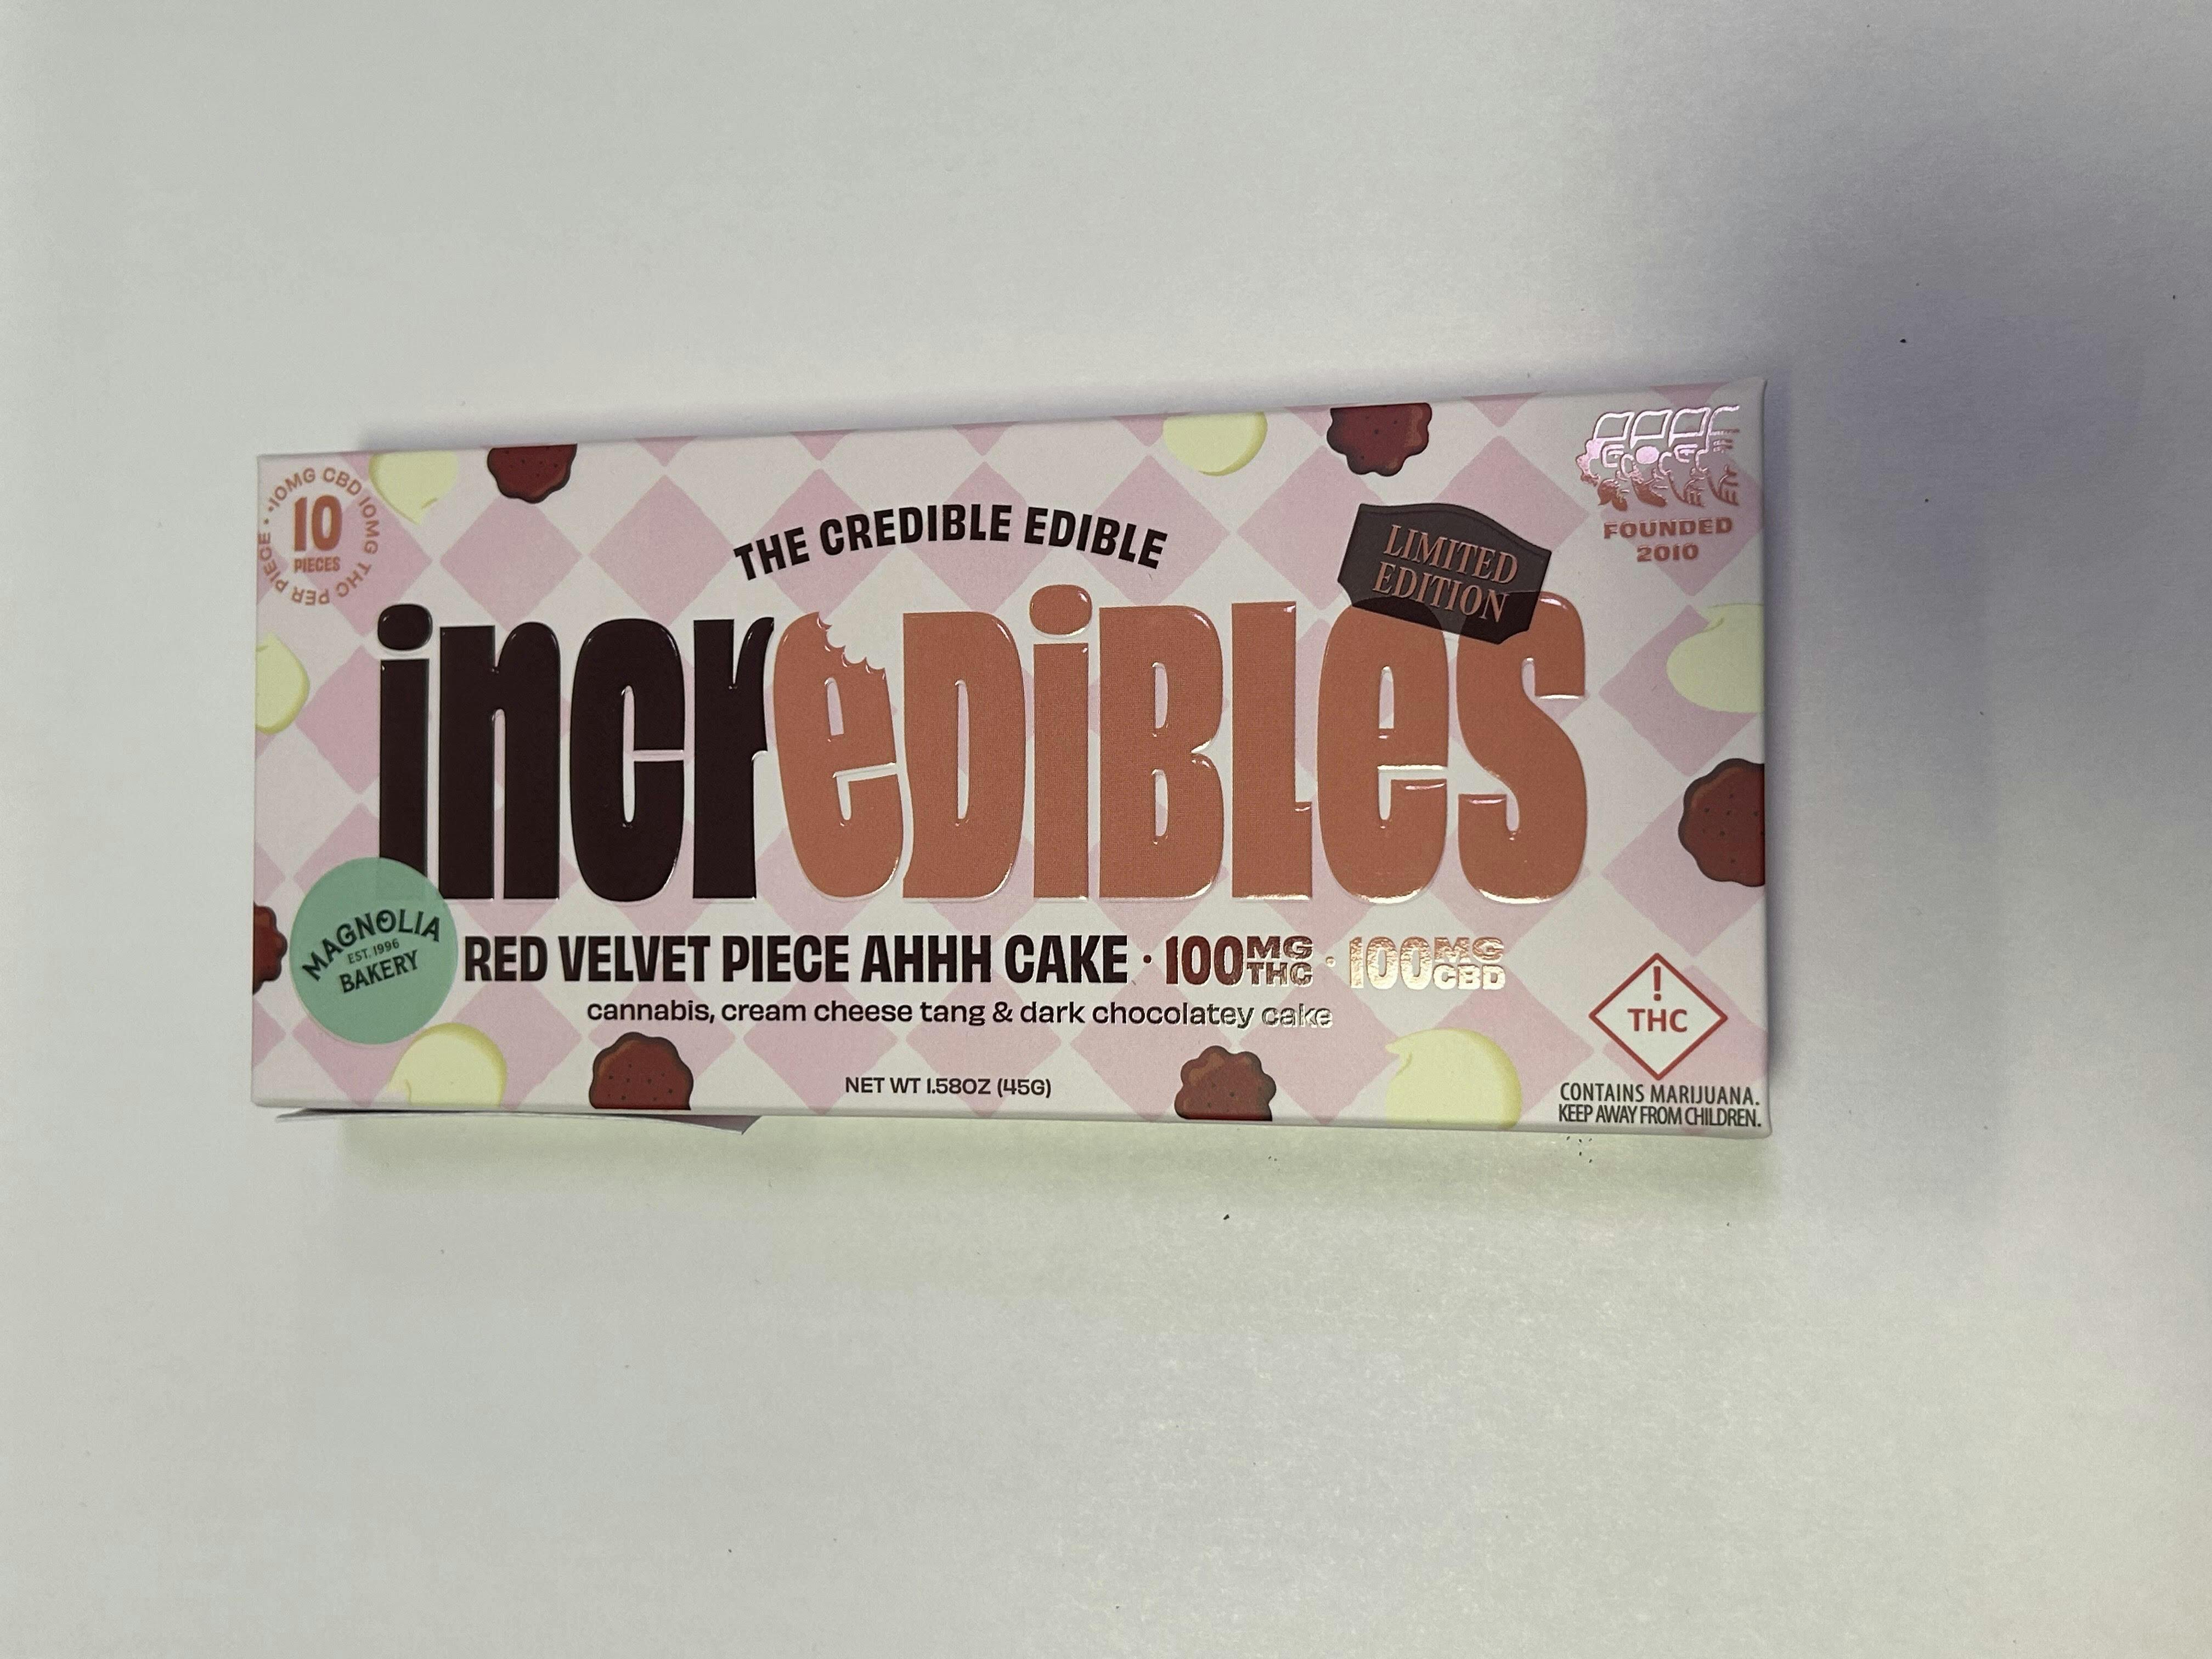 •10MG CBD 10MG THC PER PIECE •
10
PIECES
THE CREDIBLE EDIBLE
LIMITED
EDITION
FOUNDED
2010
incrediBLes
MAGNOLIA
EST. 1996
BAKERY
RED VELVET PIECE AHHH CAKE • 100MG THC • 100MG CBD
cannabis, cream cheese tang & dark chocolatey cake
NET WT 1.58OZ (45G)
!
THC
CONTAINS MARIJUANA.
KEEP AWAY FROM CHILDREN.